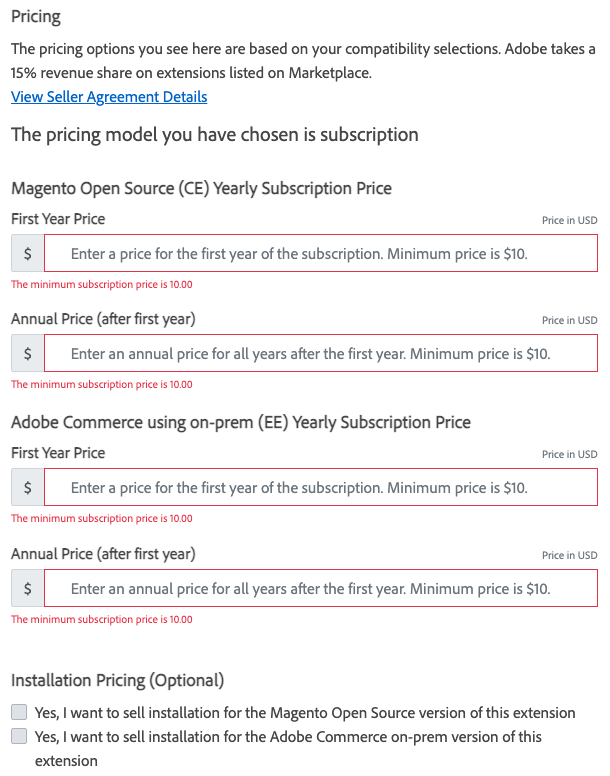 Pricing
The pricing options you see here are based on your compatibility selections. Adobe takes a
15% revenue share on extensions listed on Marketplace.
View Seller Agreement Details
The pricing model you have chosen is subscription
Magento Open Source (CE) Yearly Subscription Price
First Year Price Price in USD
$ Enter a price for the first year of the subscription. Minimum price is $10.
The minimum subscription price is 10.00
Annual Price (after first year) Price in USD
$ Enter an annual price for all years after the first year. Minimum price is $10.
The minimum subscription price is 10.00
Adobe Commerce using on-prem (EE) Yearly Subscription Price
First Year Price Price in USD
$ Enter a price for the first year of the subscription. Minimum price is $10.
The minimum subscription price is 10.00
Annual Price (after first year) Price in USD
$ Enter an annual price for all years after the first year. Minimum price is $10.
The minimum subscription price is 10.00
Installation Pricing (Optional)
Yes, I want to sell installation for the Magento Open Source version of this extension
Yes, I want to sell installation for the Adobe Commerce on-prem version of this
extension